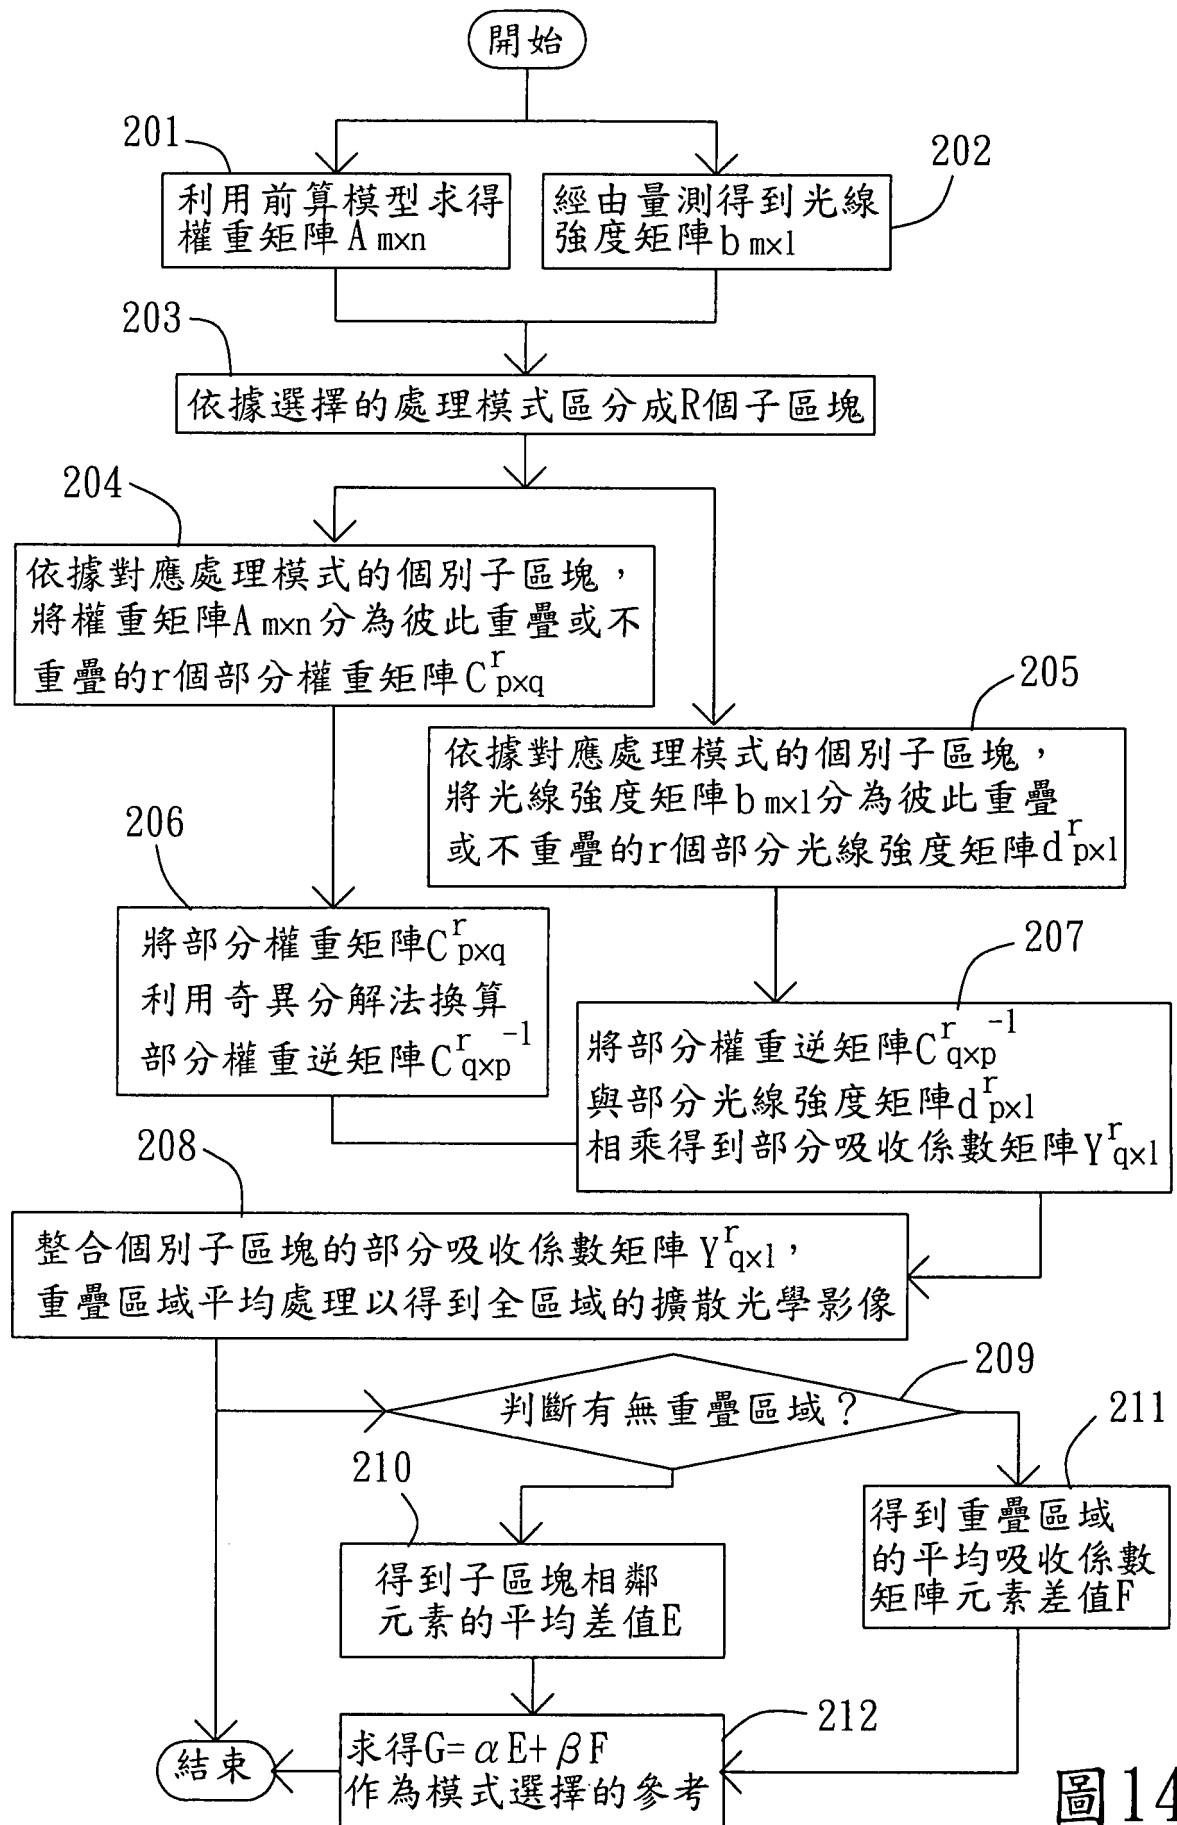 開始
201
利用前算模型求得
權重矩陣A m×n
202
經由量測得到光線
強度矩陣b m×1
203
依據選擇的處理模式區分成R個子區塊
204
依據對應處理模式的個別子區塊，
將權重矩陣A m×n分為彼此重疊或不
重疊的r個部分權重矩陣C^r p×q
205
依據對應處理模式的個別子區塊，
將光線強度矩陣b m×1分為彼此重疊
或不重疊的r個部分光線強度矩陣d^r p×1
206
將部分權重矩陣C^r p×q
利用奇異分解法換算
部分權重逆矩陣C^r q×p^-1
207
將部分權重逆矩陣C^r q×p^-1
與部分光線強度矩陣d^r p×1
相乘得到部分吸收係數矩陣Y^r q×1
208
整合個別子區塊的部分吸收係數矩陣Y^r q×1，
重疊區域平均處理以得到全區域的擴散光學影像
209
判斷有無重疊區域？
210
得到子區塊相鄰
元素的平均差值E
211
得到重疊區域
的平均吸收係數
矩陣元素差值F
212
求得G=αE+βF
作為模式選擇的參考
結束
圖14